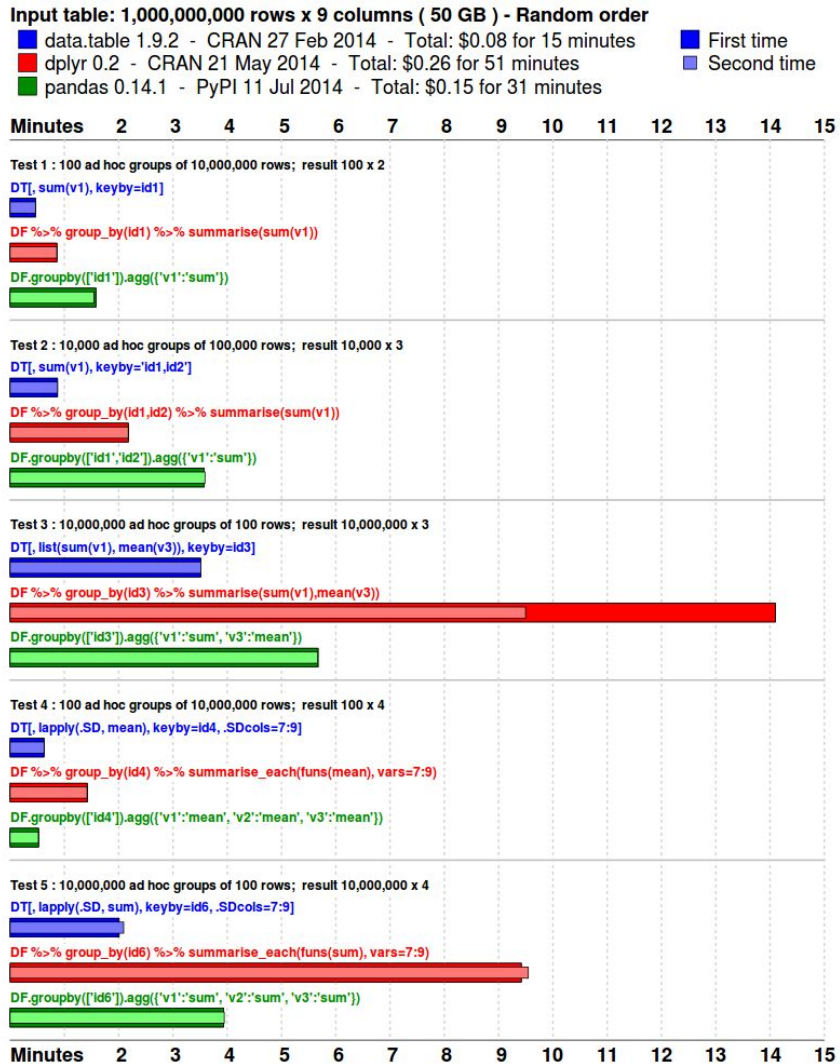 Input table: 1,000,000,000 rows x 9 columns ( 50 GB ) - Random order
data.table 1.9.2 - CRAN 27 Feb 2014 - Total: $0.08 for 15 minutes
First time
dplyr 0.2 - CRAN 21 May 2014 - Total: $0.26 for 51 minutes
Second time
pandas 0.14.1 - PyPI 11 Jul 2014 - Total: $0.15 for 31 minutes
Minutes 2 3 4 5 6 7 8 9 10 11 12 13 14 15
Test 1 : 100 ad hoc groups of 10,000,000 rows; result 100 x 2
DT[, sum(v1), keyby=id1]
DF %>% group_by(id1) %>% summarise(sum(v1))
DF.groupby(['id1']).agg({'v1':'sum'})
Test 2 : 10,000 ad hoc groups of 100,000 rows; result 10,000 x 3
DT[, sum(v1), keyby='id1,id2']
DF %>% group_by(id1,id2) %>% summarise(sum(v1))
DF.groupby(['id1','id2']).agg({'v1':'sum'})
Test 3 : 10,000,000 ad hoc groups of 100 rows; result 10,000,000 x 3
DT[, list(sum(v1), mean(v3)), keyby=id3]
DF %>% group_by(id3) %>% summarise(sum(v1),mean(v3))
DF.groupby(['id3']).agg({'v1':'sum', 'v3':'mean'})
Test 4 : 100 ad hoc groups of 10,000,000 rows; result 100 x 4
DT[, lapply(.SD, mean), keyby=id4, .SDcols=7:9]
DF %>% group_by(id4) %>% summarise_each(funs(mean), vars=7:9)
DF.groupby(['id4']).agg({'v1':'mean', 'v2':'mean', 'v3':'mean'})
Test 5 : 10,000,000 ad hoc groups of 100 rows; result 10,000,000 x 4
DT[, lapply(.SD, sum), keyby=id6, .SDcols=7:9]
DF %>% group_by(id6) %>% summarise_each(funs(sum), vars=7:9)
DF.groupby(['id6']).agg({'v1':'sum', 'v2':'sum', 'v3':'sum'})
Minutes 2 3 4 5 6 7 8 9 10 11 12 13 14 15